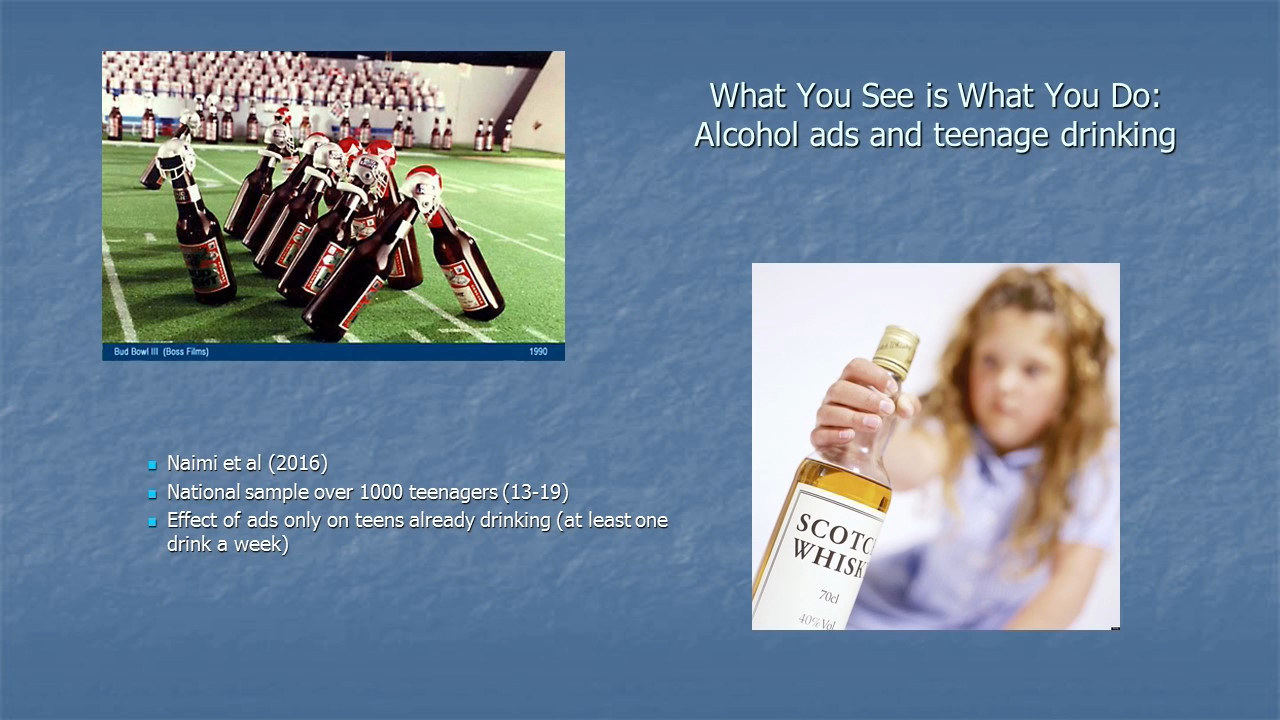 What You See is What You Do:
Alcohol ads and teenage drinking
Bud Bowl III (Boss Films) 1990
Naimi et al (2016)
National sample over 1000 teenagers (13-19)
Effect of ads only on teens already drinking (at least one
drink a week)
SCOTC
WHISK
70cl
40% Vol